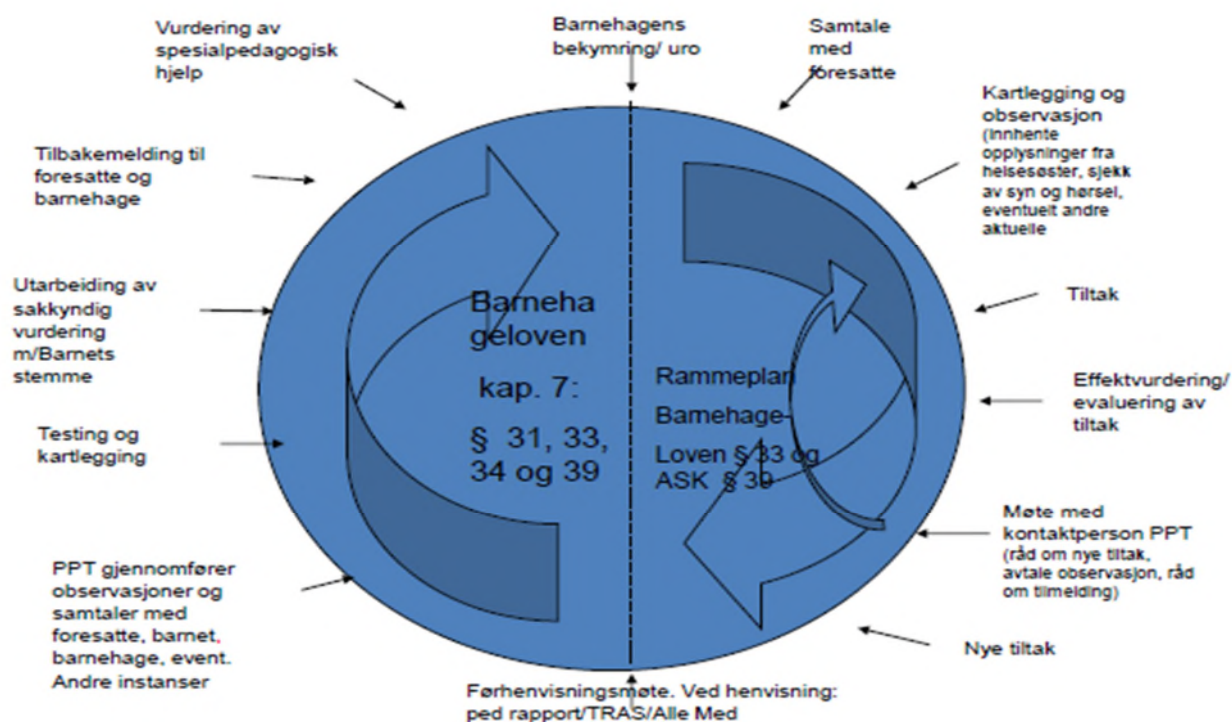 Barnehagens
bekymring/ uro
Samtale
med
foresatte
Kartlegging og
observasjon
(innhente
opplysninger fra
helsesøster, sjekk
av syn og hørsel,
eventuelt andre
aktuelle
Tiltak
Effektvurdering/
evaluering av
tiltak
Møte med
kontaktperson PPT
(råd om nye tiltak,
avtale observasjon, råd
om tilmelding)
Nye tiltak
Førhenvisningsmøte. Ved henvisning:
ped rapport/TRAS/Alle Med
PPT gjennomfører
observasjoner og
samtaler med
foresatte, barnet,
barnehage, event.
Andre instanser
Testing og
kartlegging
Utarbeiding av
sakkyndig
vurdering
m/Barnets
stemme
Tilbakemelding til
foresatte og
barnehage
Vurdering av
spesialpedagogisk
hjelp
Barneha
geloven
kap. 7:
§ 31, 33,
34 og 39
Rammeplan
Barnehage-
Loven § 33 og
ASK § 39